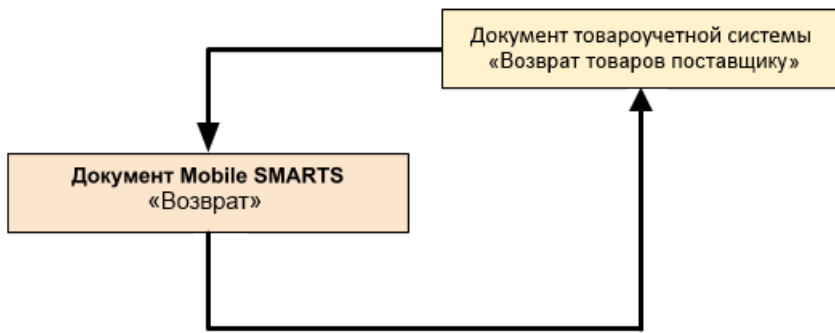 Документ товароучетной системы
«Возврат товаров поставщику»
Документ Mobile SMARTS
«Возврат»